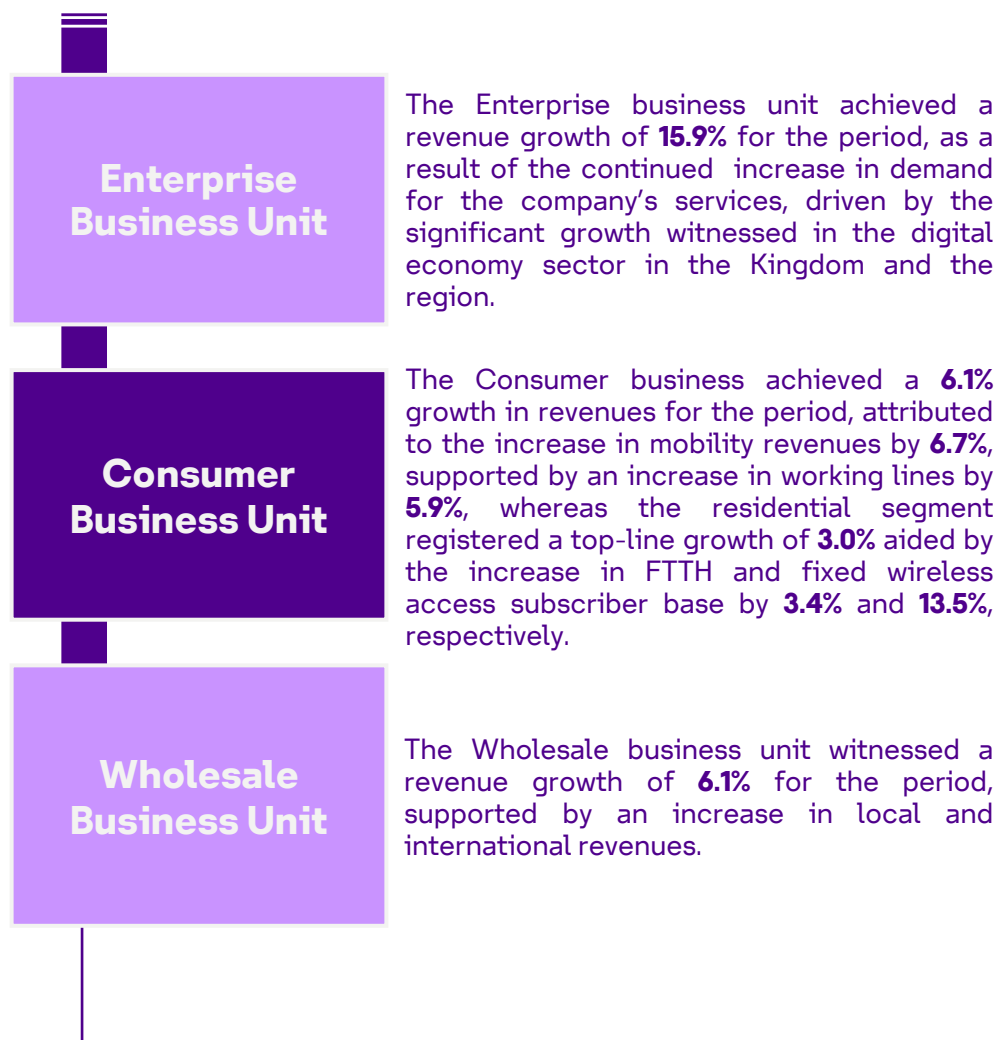 Enterprise
Business Unit
The Enterprise business unit achieved a
revenue growth of 15.9% for the period, as a
result of the continued increase in demand
for the company's services, driven by the
significant growth witnessed in the digital
economy sector in the Kingdom and the
region.
Consumer
Business Unit
The Consumer business achieved a 6.1%
growth in revenues for the period, attributed
to the increase in mobility revenues by 6.7%,
supported by an increase in working lines by
5.9%, whereas the residential segment
registered a top-line growth of 3.0% aided by
the increase in FTTH and fixed wireless
access subscriber base by 3.4% and 13.5%,
respectively.
Wholesale
Business Unit
The Wholesale business unit witnessed a
revenue growth of 6.1% for the period,
supported by an increase in local and
international revenues.